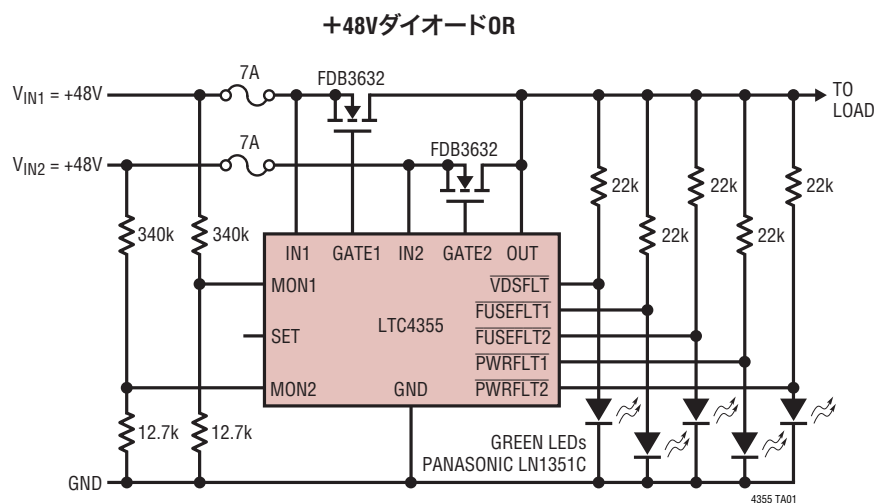 +48VダイオードOR
7A
FDB3632
VIN1 = +48V
TO
LOAD
7A
FDB3632
VIN2 = +48V
22k
22k
22k
22k
22k
340k
340k
IN1
GATE1
IN2
GATE2
OUT
MON1
VDSFLT
FUSEFLT1
SET
LTC4355
FUSEFLT2
PWRFLT1
MON2
GND
PWRFLT2
12.7k
12.7k
GREEN LEDs
PANASONIC LN1351C
GND
4355 TA01